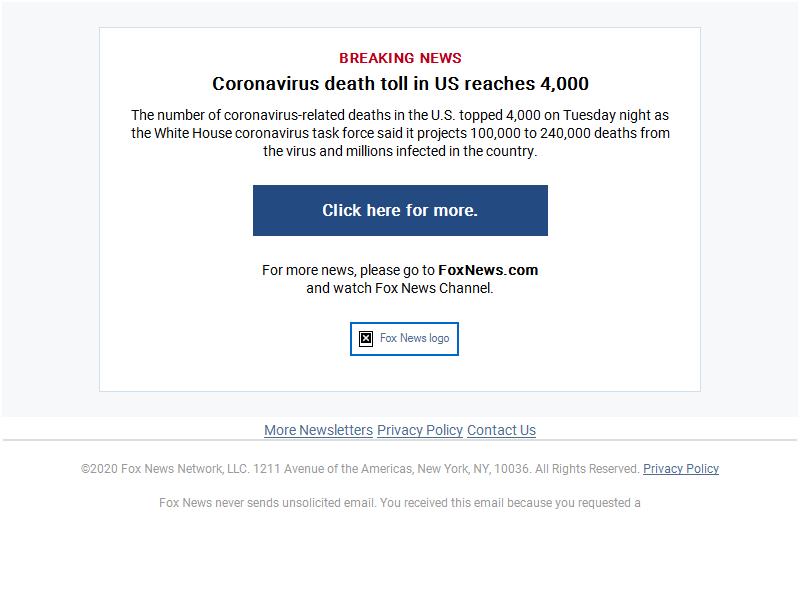 BREAKING NEWS
Coronavirus death toll in US reaches 4,000
The number of coronavirus-related deaths in the U.S. topped 4,000 on Tuesday night as
the White House coronavirus task force said it projects 100,000 to 240,000 deaths from
the virus and millions infected in the country.
Click here for more.
For more news, please go to FoxNews.com
and watch Fox News Channel.
Fox News logo
More Newsletters Privacy Policy Contact Us
©2020 Fox News Network, LLC. 1211 Avenue of the Americas, New York, NY, 10036. All Rights Reserved. Privacy Policy
Fox News never sends unsolicited email. You received this email because you requested a